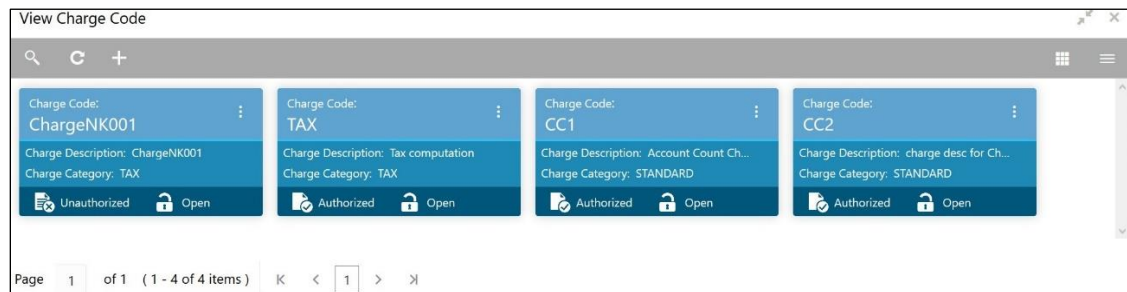 View Charge Code
Charge Code:
ChargeNK001
Charge Description: ChargeNK001
Charge Category: TAX
Unauthorized Open
Charge Code:
TAX
Charge Description: Tax computation
Charge Category: TAX
Authorized Open
Charge Code:
CC1
Charge Description: Account Count Ch...
Charge Category: STANDARD
Authorized Open
Charge Code:
CC2
Charge Description: charge desc for Ch...
Charge Category: STANDARD
Authorized Open
Page 1 of 1 ( 1 - 4 of 4 items ) 1